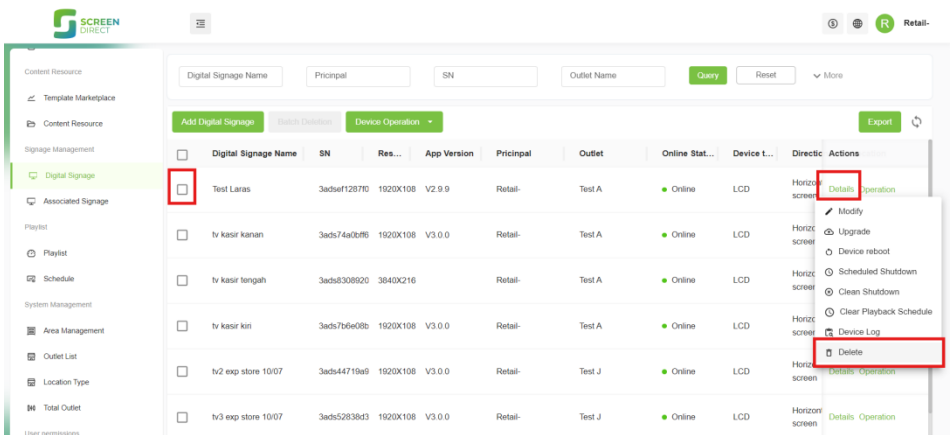 SCREEN
DIRECT
R
Retail-
Content Resource
Template Marketplace
Content Resource
Signage Management
Digital Signage
Associated Signage
Playlist
Playlist
Schedule
System Management
Area Management
Outlet List
Location Type
Total Outlet
User permissions
Digital Signage Name Pricinpal SN Outlet Name Query Reset More
Add Digital Signage Batch Deletion Device Operation Export
Digital Signage Name SN Res... App Version Pricinpal Outlet Online Stat... Device t... Directic Actions
Test Laras 3adsef1287f0 1920X108 V2.9.9 Retail- Test A Online LCD Horizon screen Details Operation
tv kasir kanan 3ads74a0bff6 1920X108 V3.0.0 Retail- Test A Online LCD Horizo screen
tv kasir tengah 3ads8308920 3840X216 Retail- Test A Online LCD Horizo screen
tv kasir kiri 3ads7b6e08b 1920X108 V3.0.0 Retail- Test A Online LCD Horizo screen
tv2 exp store 10/07 3ads44719a9 1920X108 V3.0.0 Retail- Test J Online LCD Horizon screen Details Operation
tv3 exp store 10/07 3ads52838d3 1920X108 V3.0.0 Retail- Test J Online LCD Horizon screen Details Operation
Modify
Upgrade
Device reboot
Scheduled Shutdown
Clean Shutdown
Clear Playback Schedule
Device Log
Delete